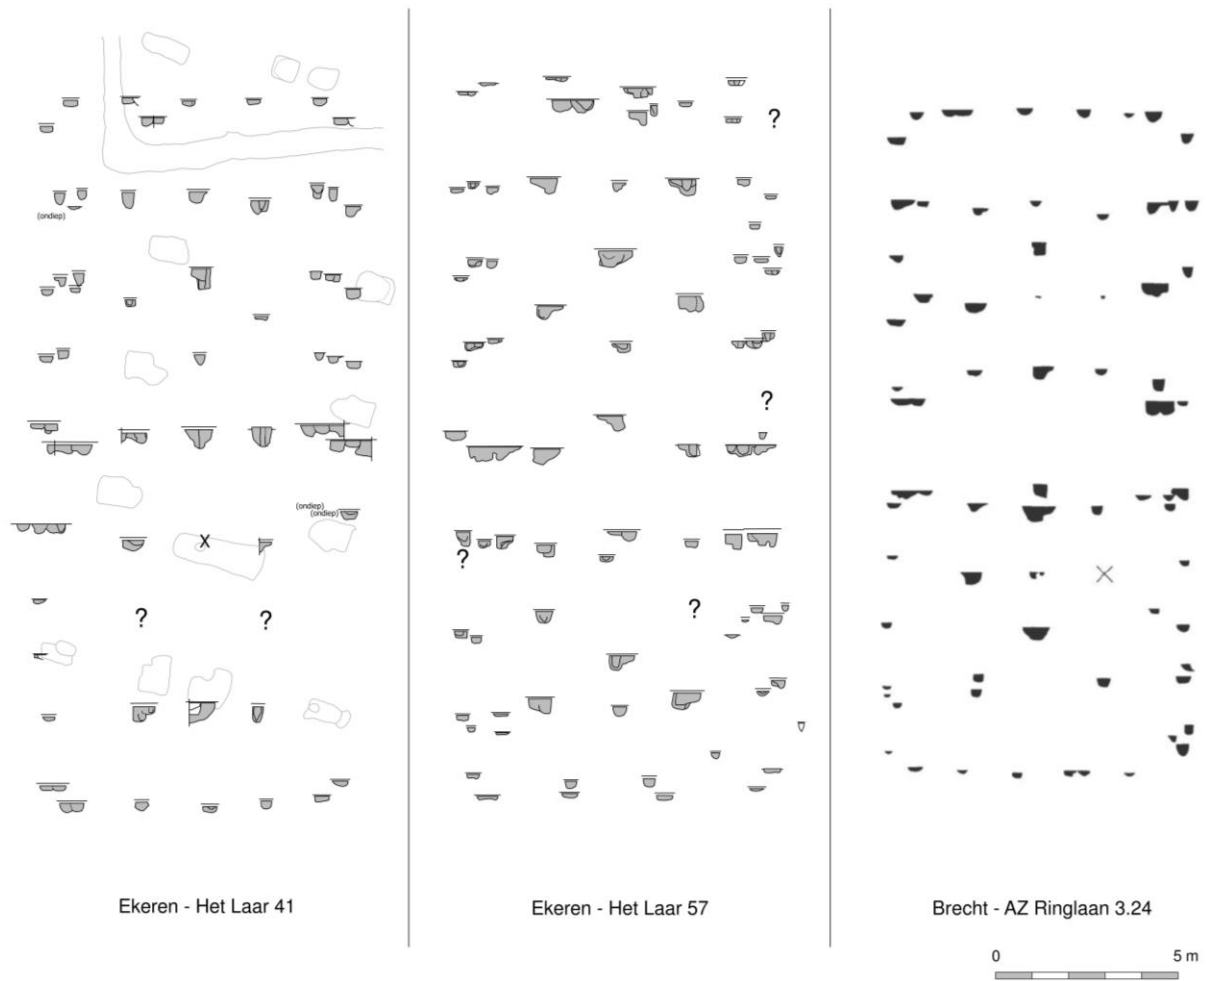 ?
(ondiep)
?
(ondiep)
(ondiep)
X
?
?
?
?
Ekeren - Het Laar 41
Ekeren - Het Laar 57
Brecht - AZ Ringlaan 3.24
0 5 m